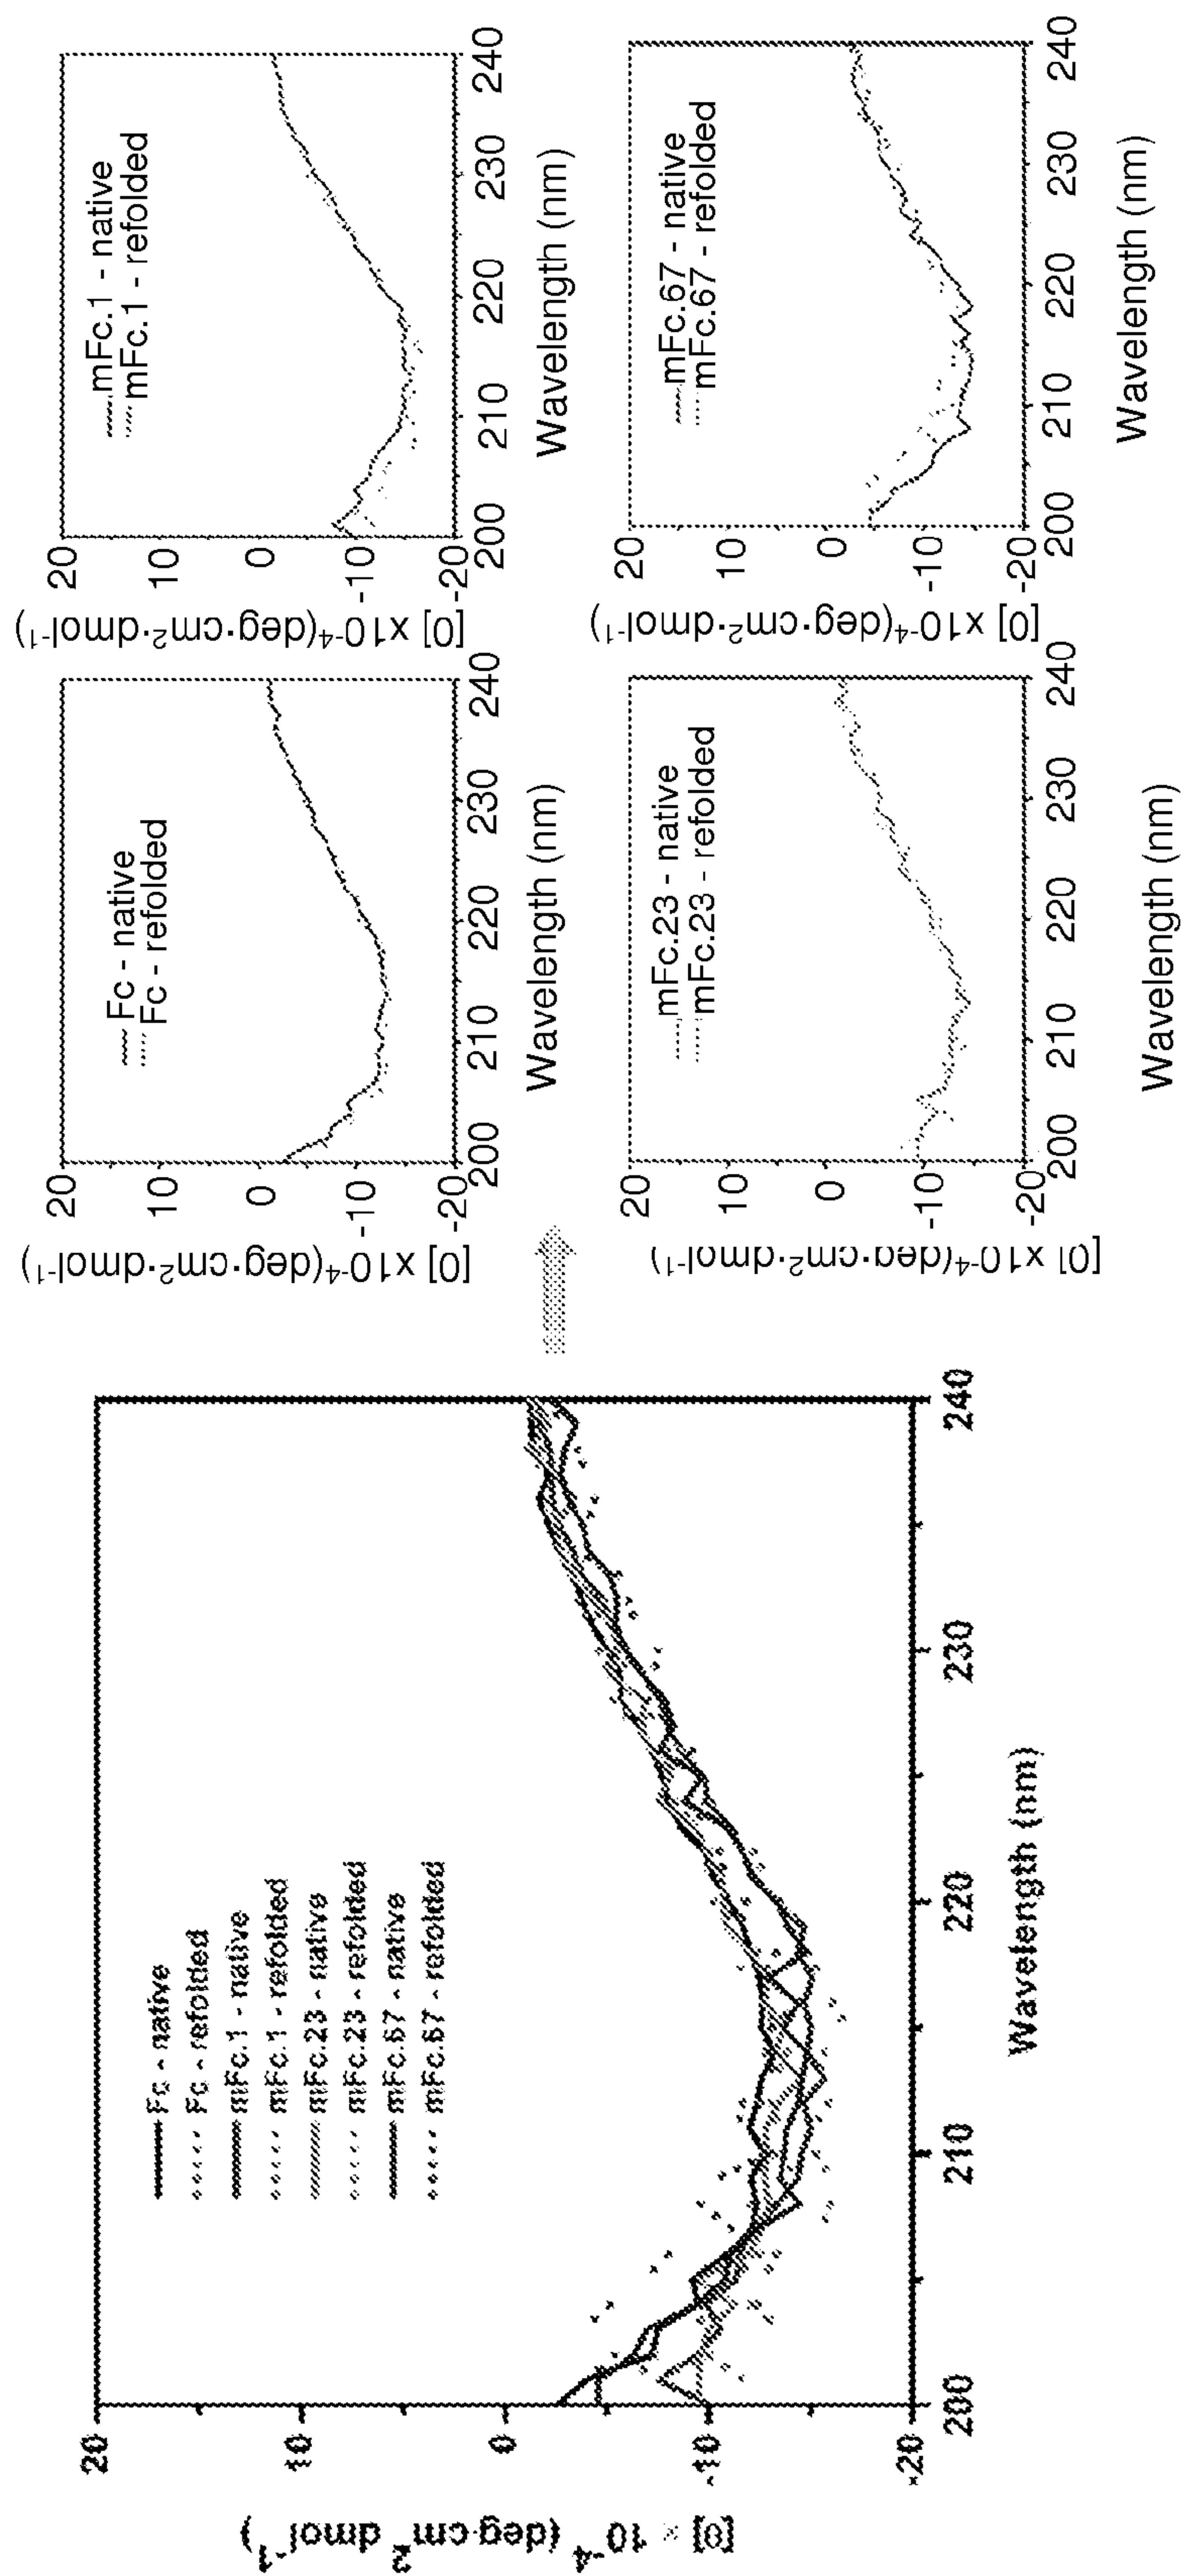 [0] × 10-4 (deg·cm2 dmol-1)
20
10
0
-10
-20
Fc - native
Fc - refolded
mFc.1 - native
mFc.1 - refolded
mFc.23 - native
mFc.23 - refolded
mFc.67 - native
mFc.67 - refolded
200
210
220
230
240
Wavelength (nm)
[0] x10-4(deg·cm2·dmol-1)
20
10
0
-10
-20
Fc - native
Fc - refolded
200
210
220
230
240
Wavelength (nm)
[0] x10-4(deg·cm2·dmol-1)
20
10
0
-10
-20
mFc.1 - native
mFc.1 - refolded
200
210
220
230
240
Wavelength (nm)
[0] x10-4(deg·cm2·dmol-1)
20
10
0
-10
-20
mFc.23 - native
mFc.23 - refolded
200
210
220
230
240
Wavelength (nm)
[0] x10-4(deg·cm2·dmol-1)
20
10
0
-10
-20
mFc.67 - native
mFc.67 - refolded
200
210
220
230
240
Wavelength (nm)